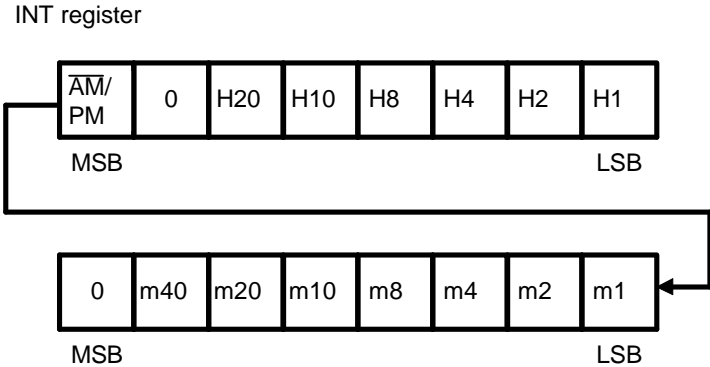 INT register
A̅M̅/ PM 0 H20 H10 H8 H4 H2 H1
MSB LSB
0 m40 m20 m10 m8 m4 m2 m1
MSB LSB